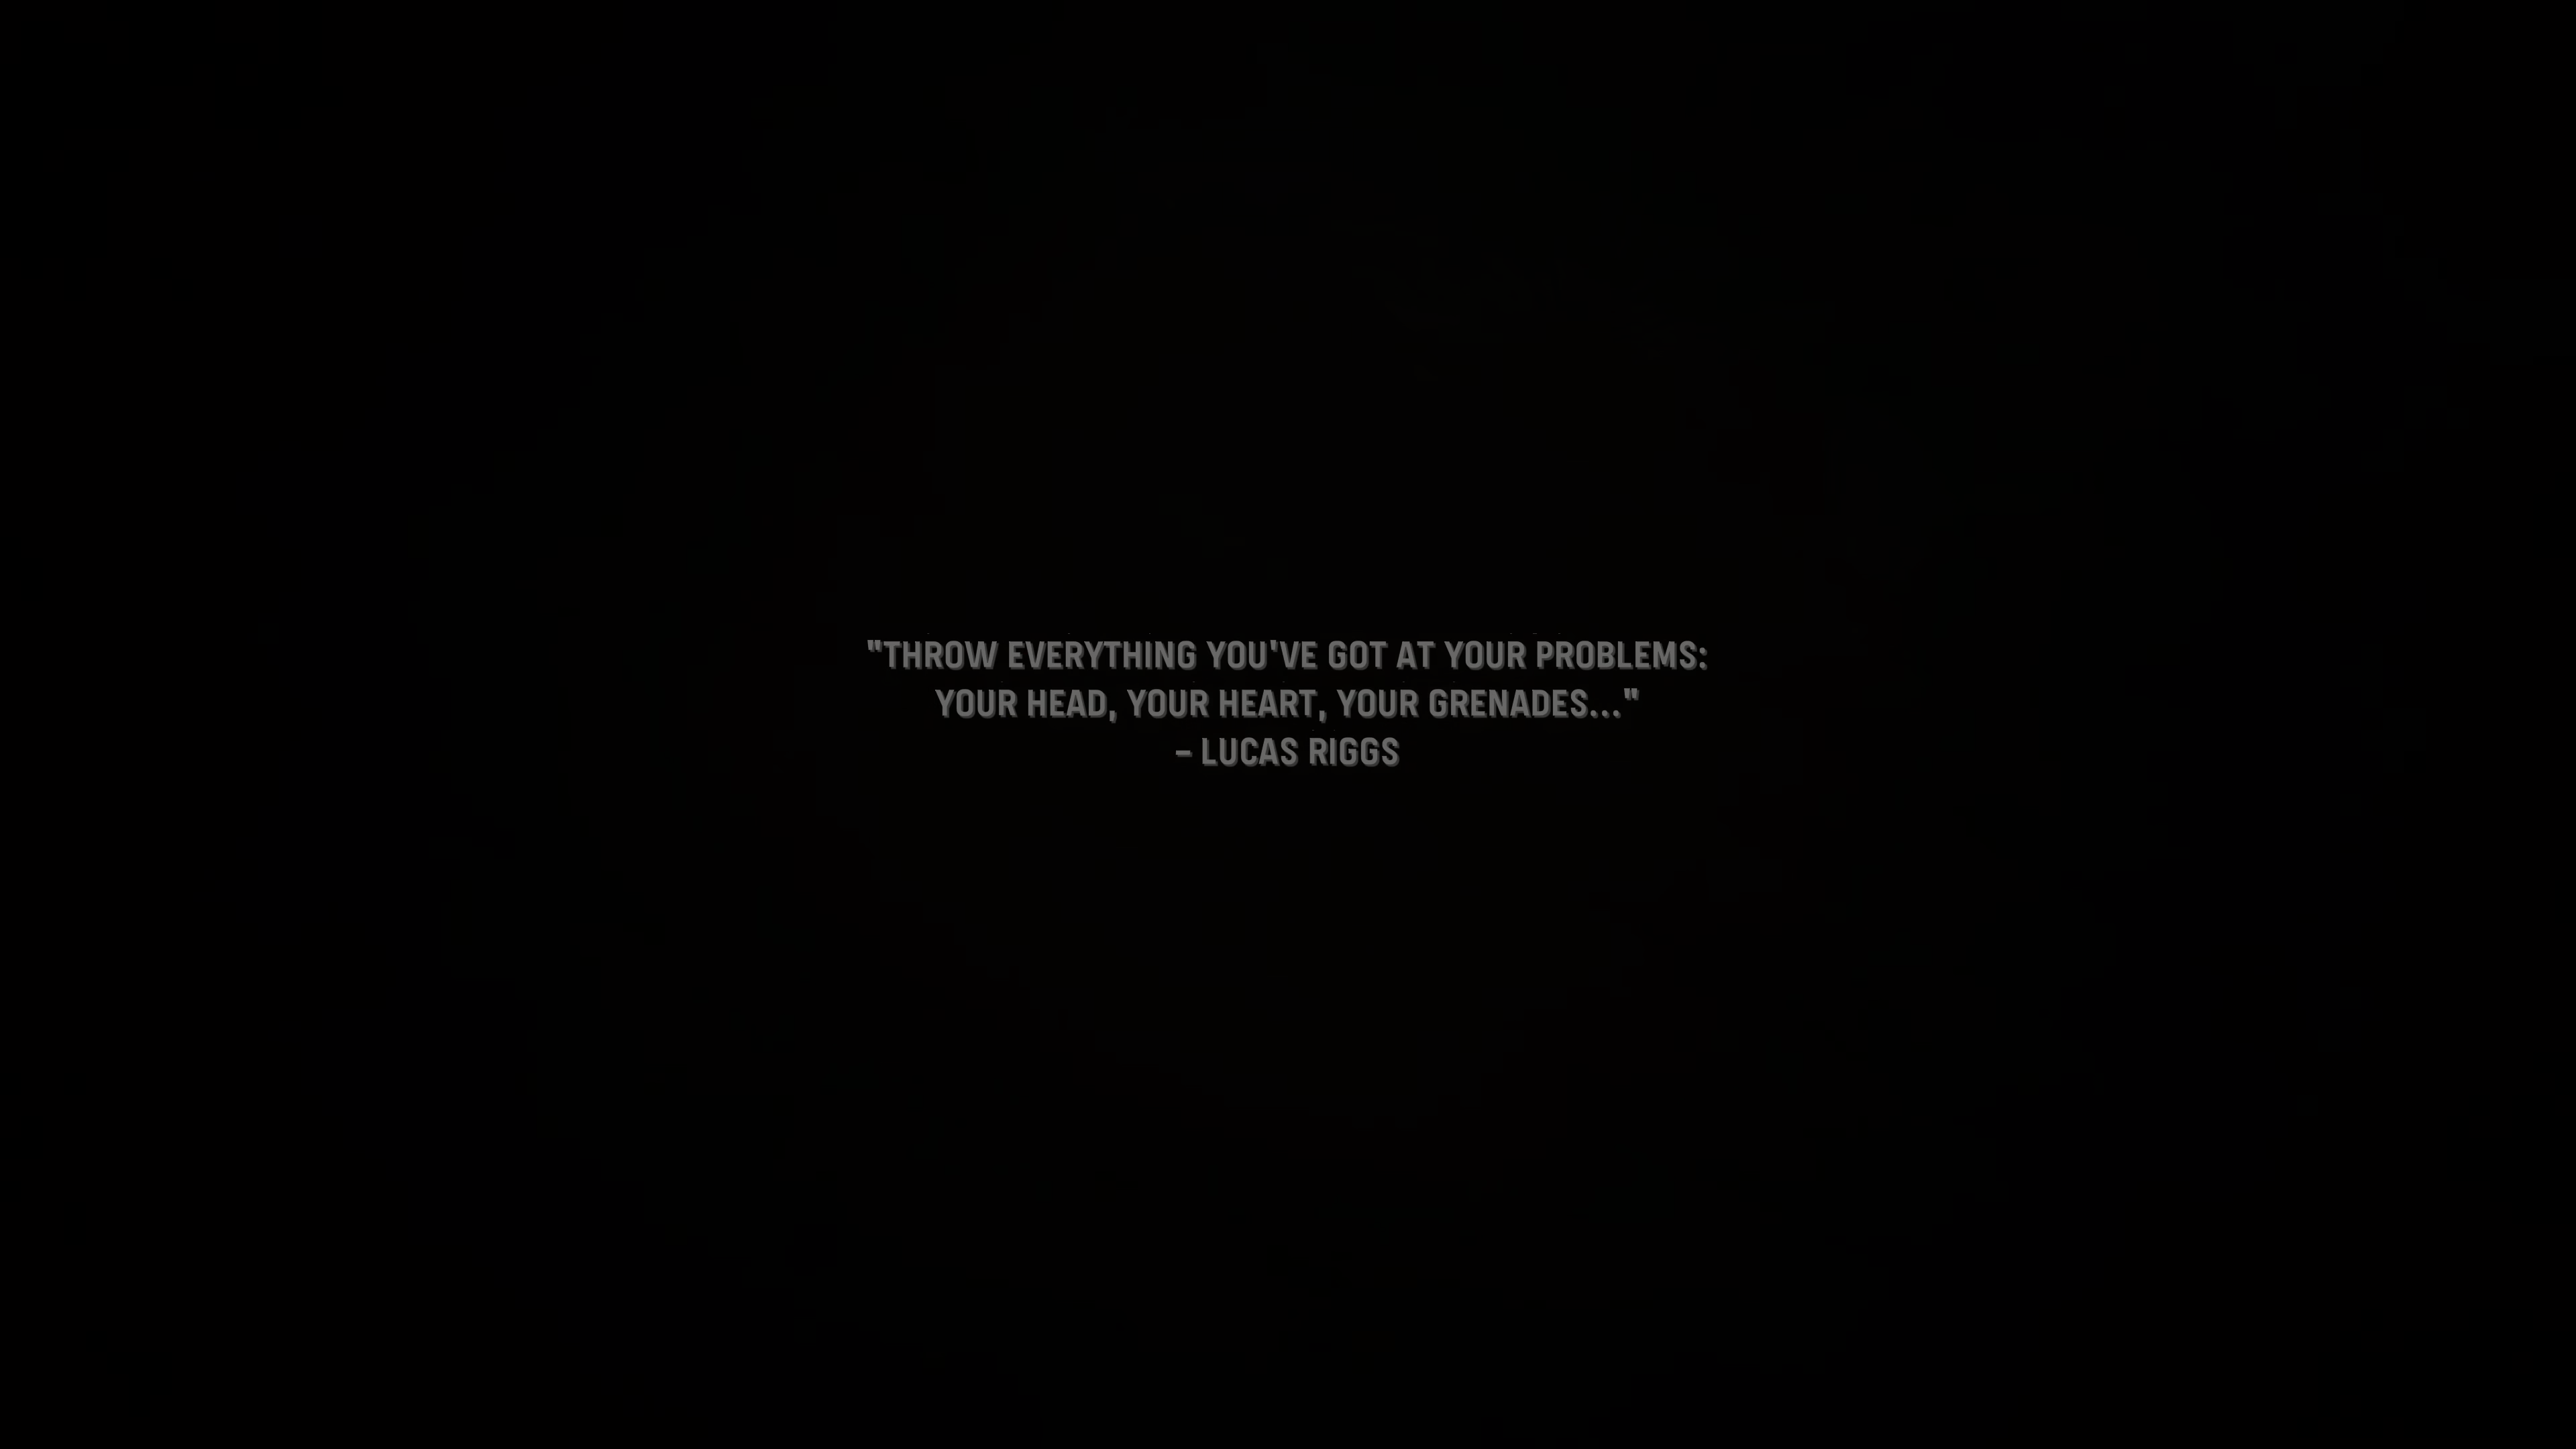 "THROW EVERYTHING YOU'VE GOT AT YOUR PROBLEMS:
YOUR HEAD, YOUR HEART, YOUR GRENADES..."
– LUCAS RIGGS